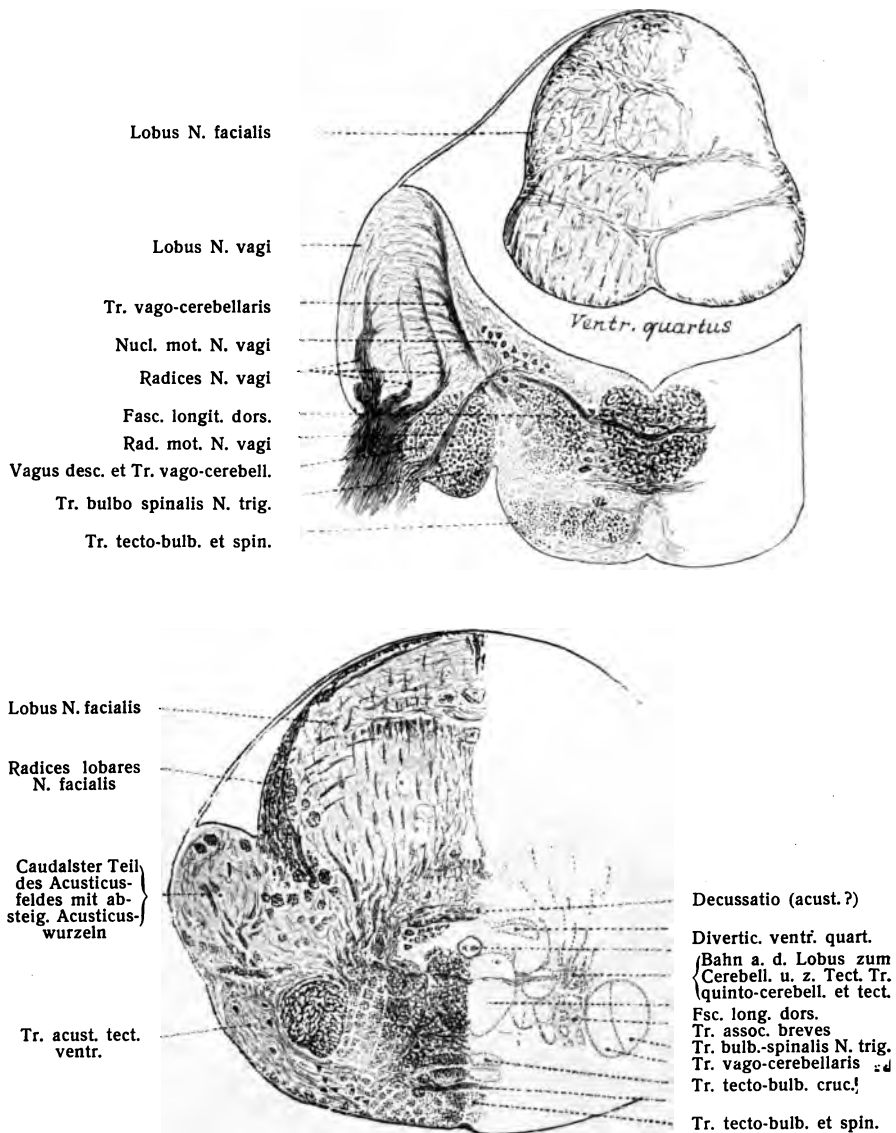 Lobus N. facialis
Lobus N. vagi
Tr. vago-cerebellaris
Nucl. mot. N. vagi
Radices N. vagi
Fasc. longit. dors.
Rad. mot. N. vagi
Vagus desc. et Tr. vago-cerebell.
Tr. bulbo spinalis N. trig.
Tr. tecto-bulb. et spin.
Ventr. quartus
Lobus N. facialis
Radices lobares
N. facialis
Caudalster Teil
des Acusticus-
feldes mit ab-
steig. Acusticus-
wurzeln
Tr. acust. tect.
ventr.
Decussatio (acust.?)
Divertic. ventr. quart.
Bahn a. d. Lobus zum
Cerebell. u. z. Tect. Tr.
quinto-cerebell. et tect.
Fsc. long. dors.
Tr. assoc. breves
Tr. bulb.-spinalis N. trig.
Tr. vago-cerebellaris
Tr. tecto-bulb. cruc.
Tr. tecto-bulb. et spin.